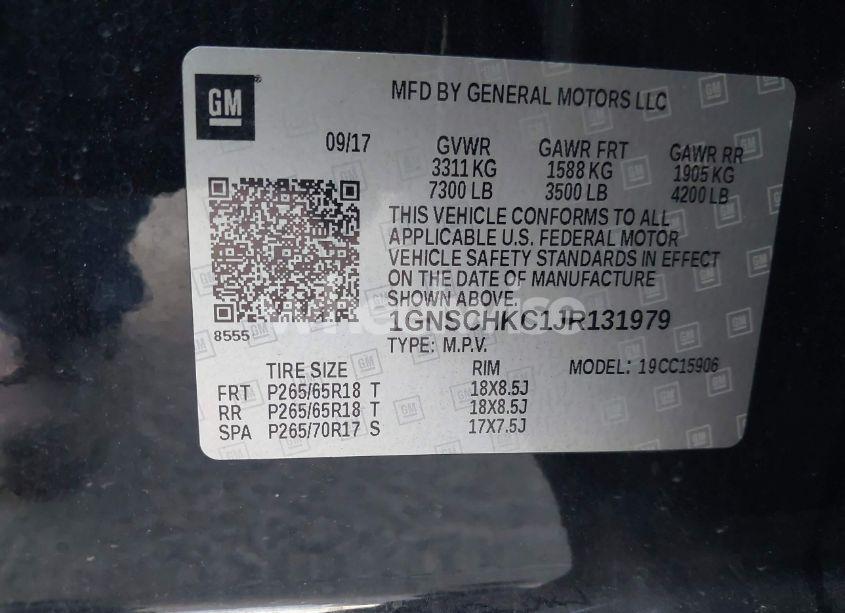 GM
®
MFD BY GENERAL MOTORS LLC
09/17 GVWR GAWR FRT GAWR RR
3311 KG 1588 KG 1905 KG
7300 LB 3500 LB 4200 LB
THIS VEHICLE CONFORMS TO ALL
APPLICABLE U.S. FEDERAL MOTOR
VEHICLE SAFETY STANDARDS IN EFFECT
ON THE DATE OF MANUFACTURE
SHOWN ABOVE.
8555
1GNSCHKC1JR131979
TYPE: M.P.V. MODEL: 19CC15906
TIRE SIZE RIM
FRT P265/65R18 T 18X8.5J
RR P265/65R18 T 18X8.5J
SPA P265/70R17 S 17X7.5J